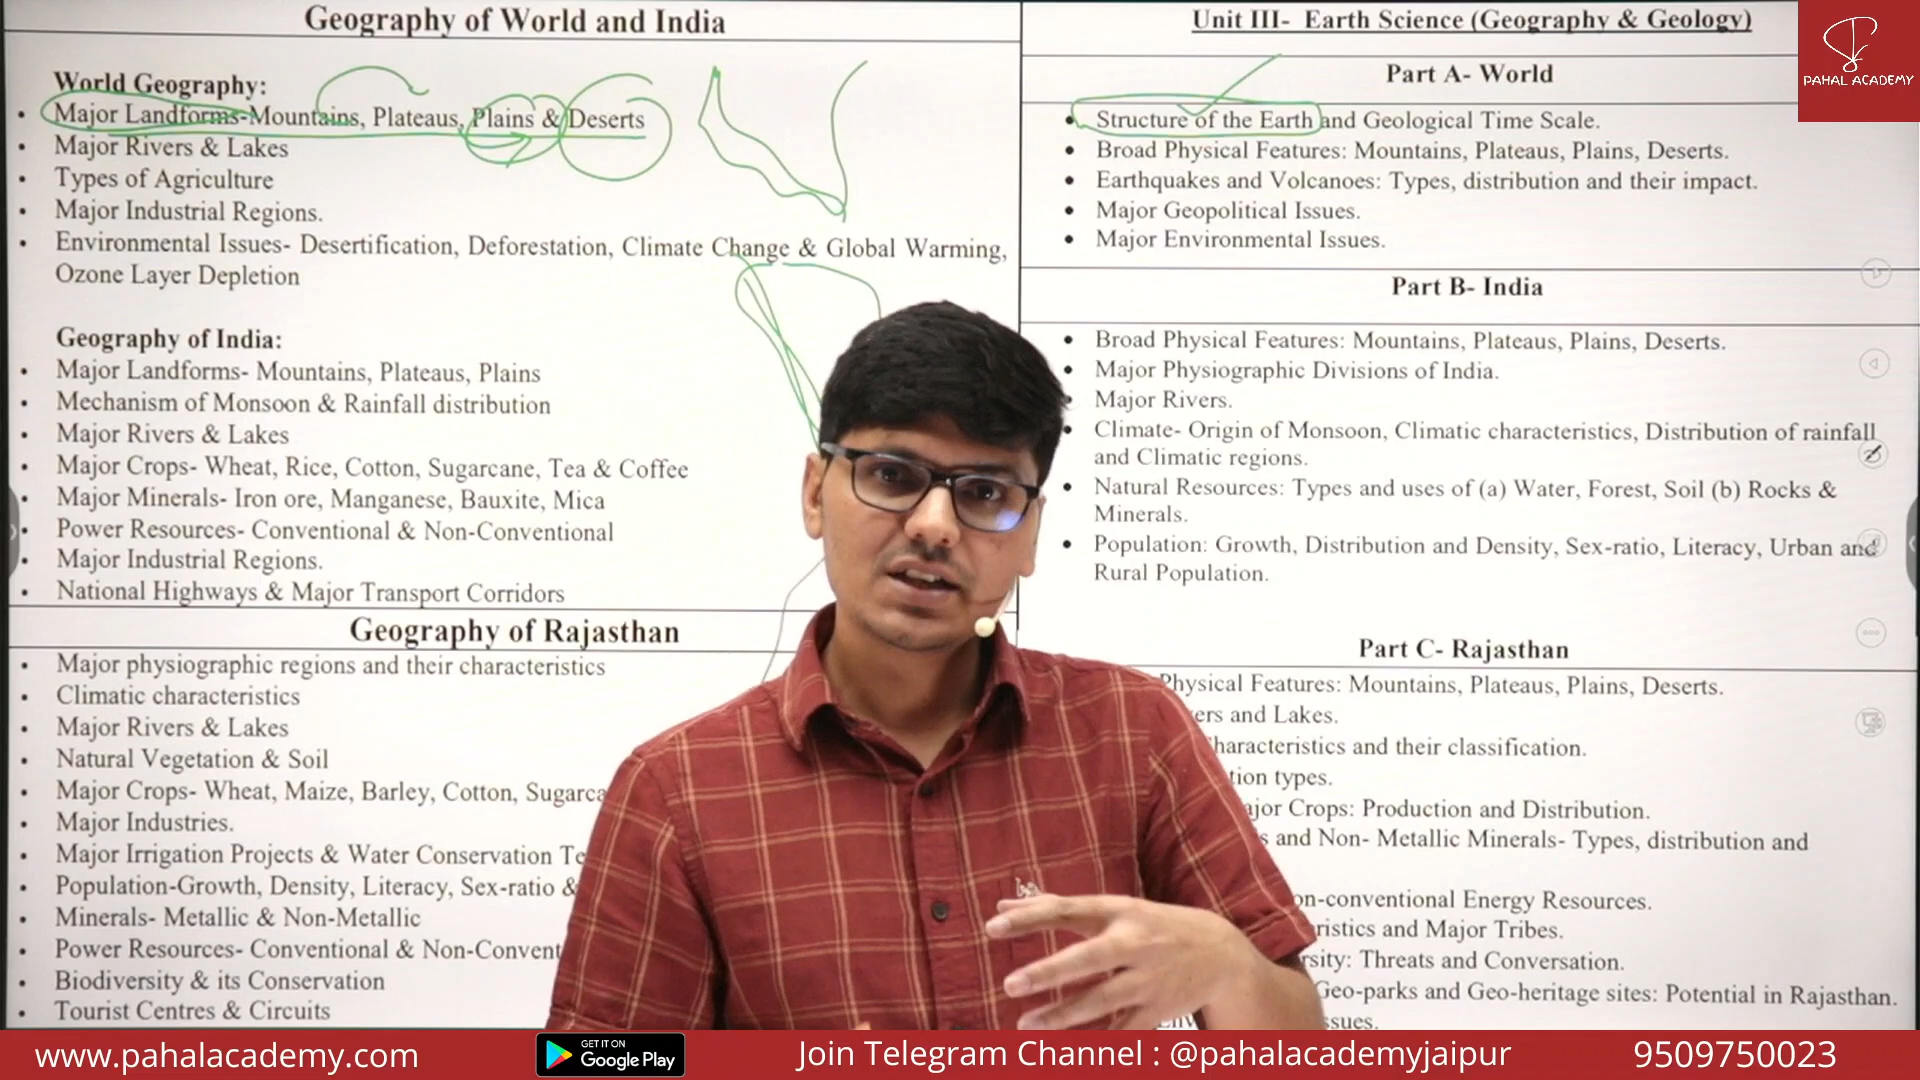 Geography of World and India
World Geography:
• Major Landforms-Mountains, Plateaus, Plains & Deserts
• Major Rivers & Lakes
• Types of Agriculture
• Major Industrial Regions.
• Environmental Issues- Desertification, Deforestation, Climate Change & Global Warming,
Ozone Layer Depletion
Geography of India:
• Major Landforms- Mountains, Plateaus, Plains
• Mechanism of Monsoon & Rainfall distribution
• Major Rivers & Lakes
• Major Crops- Wheat, Rice, Cotton, Sugarcane, Tea & Coffee
• Major Minerals- Iron ore, Manganese, Bauxite, Mica
• Power Resources- Conventional & Non-Conventional
• Major Industrial Regions.
• National Highways & Major Transport Corridors
Geography of Rajasthan
• Major physiographic regions and their characteristics
• Climatic characteristics
• Major Rivers & Lakes
• Natural Vegetation & Soil
• Major Crops- Wheat, Maize, Barley, Cotton, Sugarca
• Major Industries.
• Major Irrigation Projects & Water Conservation Te
• Population-Growth, Density, Literacy, Sex-ratio &
• Minerals- Metallic & Non-Metallic
• Power Resources- Conventional & Non-Convent
• Biodiversity & its Conservation
• Tourist Centres & Circuits
Unit III- Earth Science (Geography & Geology)
Part A- World
• Structure of the Earth and Geological Time Scale.
• Broad Physical Features: Mountains, Plateaus, Plains, Deserts.
• Earthquakes and Volcanoes: Types, distribution and their impact.
• Major Geopolitical Issues.
• Major Environmental Issues.
Part B- India
• Broad Physical Features: Mountains, Plateaus, Plains, Deserts.
• Major Physiographic Divisions of India.
• Major Rivers.
• Climate- Origin of Monsoon, Climatic characteristics, Distribution of rainfall
and Climatic regions.
• Natural Resources: Types and uses of (a) Water, Forest, Soil (b) Rocks &
Minerals.
• Population: Growth, Distribution and Density, Sex-ratio, Literacy, Urban and
Rural Population.
Part C- Rajasthan
Physical Features: Mountains, Plateaus, Plains, Deserts.
ers and Lakes.
haracteristics and their classification.
tion types.
ajor Crops: Production and Distribution.
s and Non- Metallic Minerals- Types, distribution and
on-conventional Energy Resources.
ristics and Major Tribes.
rsity: Threats and Conversation.
Geo-parks and Geo-heritage sites: Potential in Rajasthan.
ssues.
PAHAL ACADEMY
www.pahalacademy.com
GET IT ON
Google Play
Join Telegram Channel : @pahalacademyjaipur
9509750023